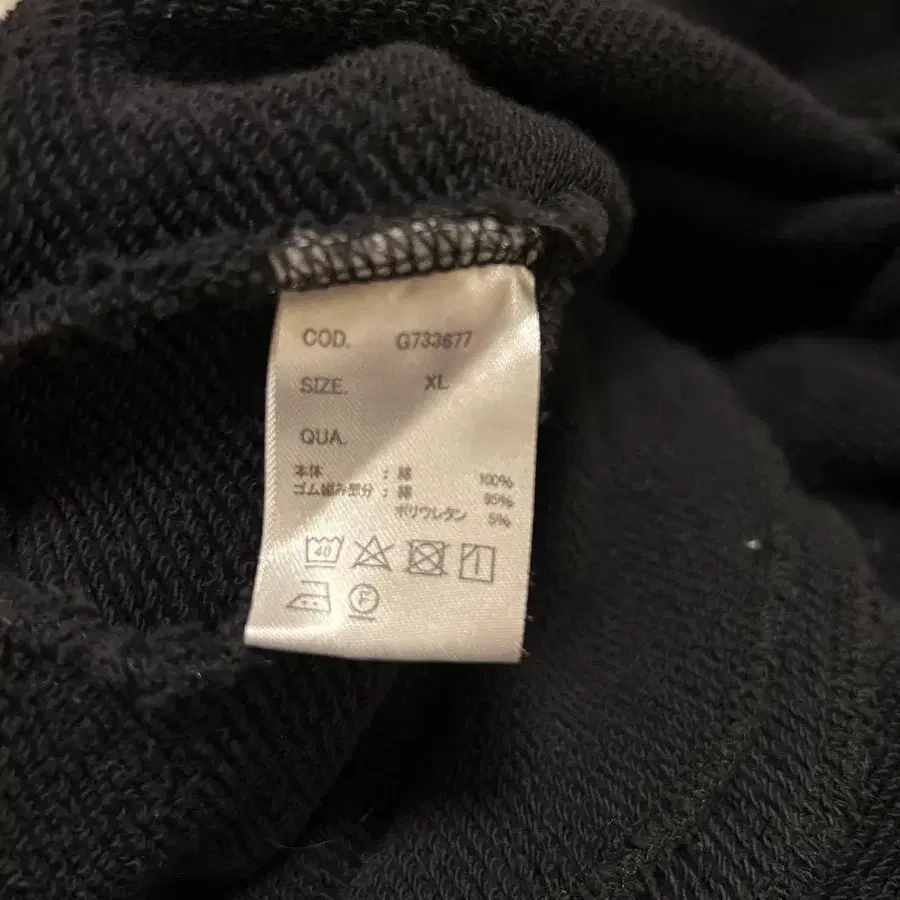 COD. G733677
SIZE. XL
QUA.
本体 : 綿 100%
ゴム編み部分 : 綿 95%
ポリウレタン 5%
40
F